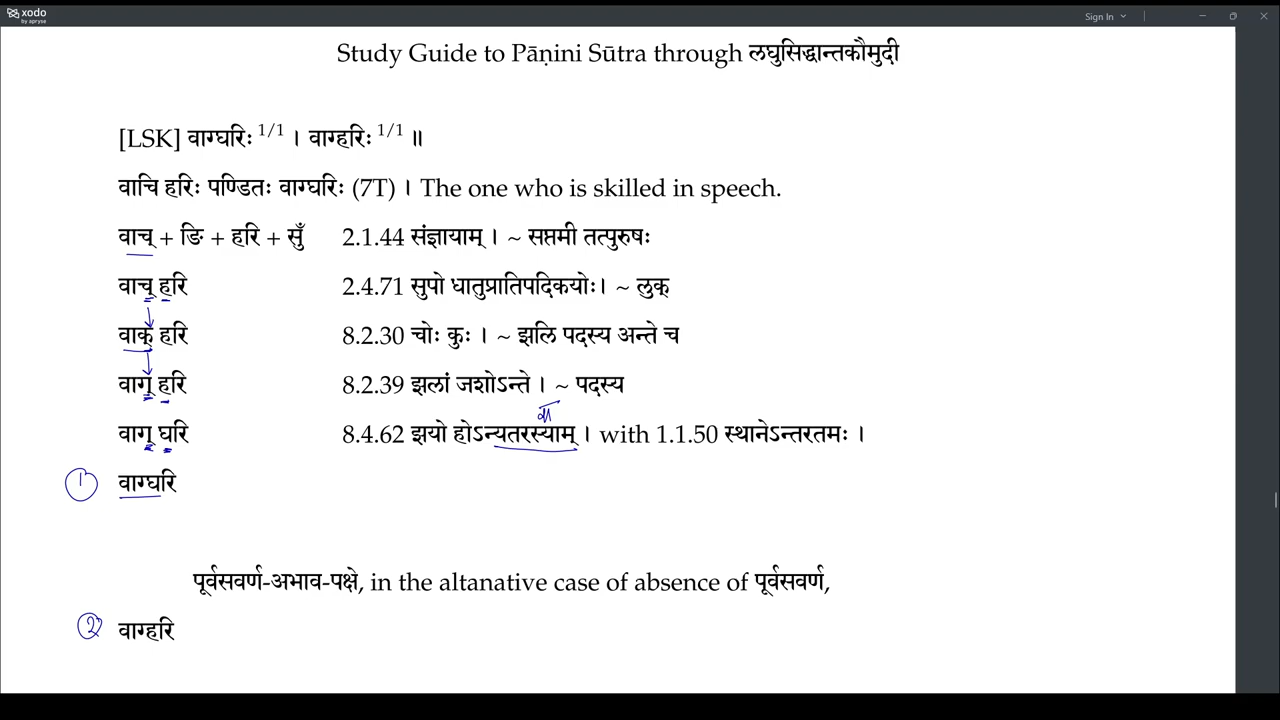 xodo
by apryse
Sign In
Study Guide to Pāṇini Sūtra through लघुसिद्धान्तकौमुदी
[LSK] वाग्घरिः 1/1 । वाग्हरिः 1/1 ॥
वाचि हरिः पण्डितः वाग्घरिः (7T) । The one who is skilled in speech.
वाच् + ङि + हरि + सुँ 2.1.44 संज्ञायाम् । ~ सप्तमी तत्पुरुषः
वाच् हरि 2.4.71 सुपो धातुप्रातिपदिकयोः। ~ लुक्
वाक् हरि 8.2.30 चोः कुः । ~ झलि पदस्य अन्ते च
वाग् हरि 8.2.39 झलां जशोऽन्ते । ~ पदस्य
वा
वाग् घरि 8.4.62 झयो होऽन्यतरस्याम् । with 1.1.50 स्थानेऽन्तरतमः ।
1 वाग्घरि
पूर्वसवर्ण-अभाव-पक्षे, in the altanative case of absence of पूर्वसवर्ण,
२ वाग्हरि